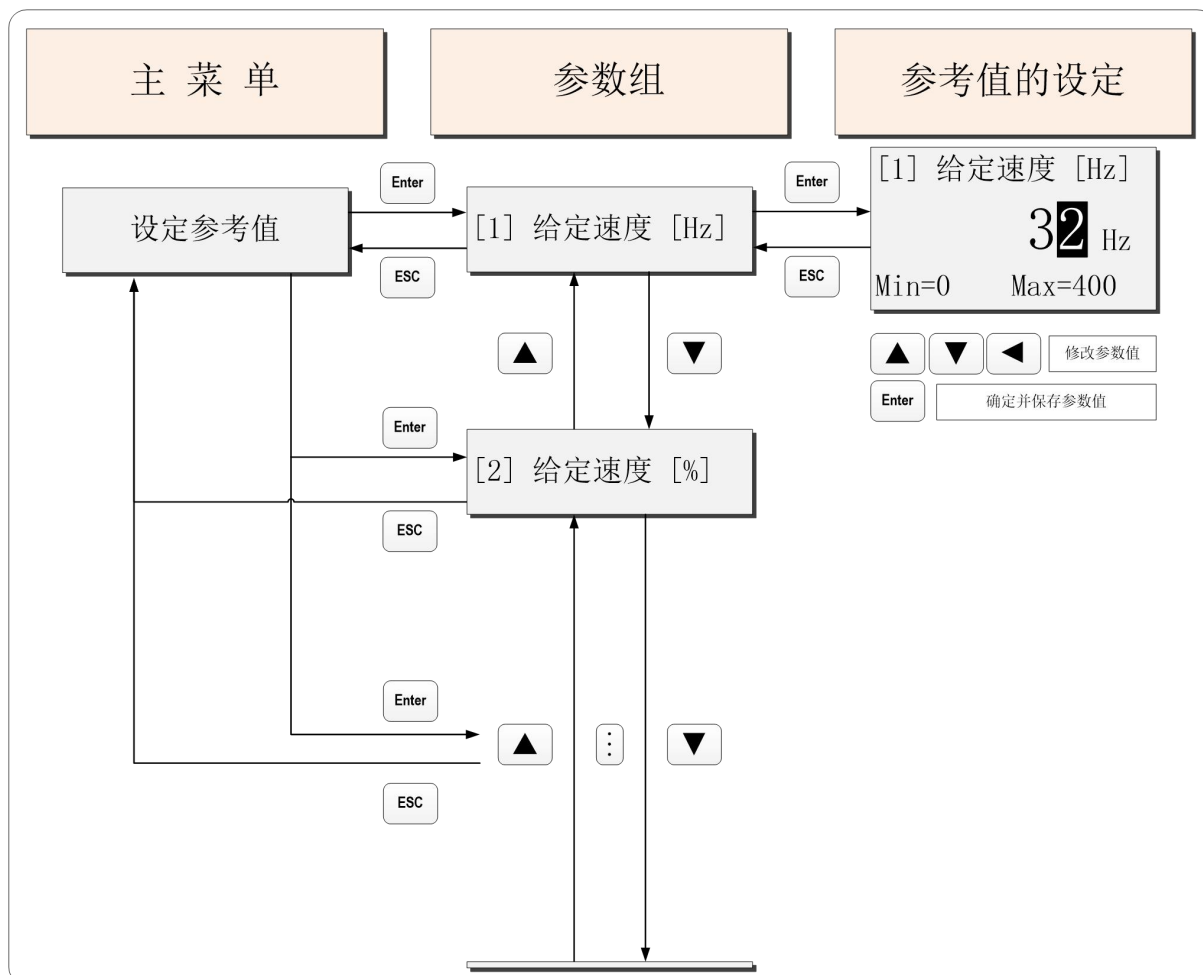 主 菜 单
参数组
参考值的设定
设定参考值
Enter
ESC
[1] 给定速度 [Hz]
Enter
ESC
[1] 给定速度 [Hz]
32 Hz
Min=0 Max=400
修改参数值
Enter 确定并保存参数值
Enter
ESC
[2] 给定速度 [%]
Enter
ESC